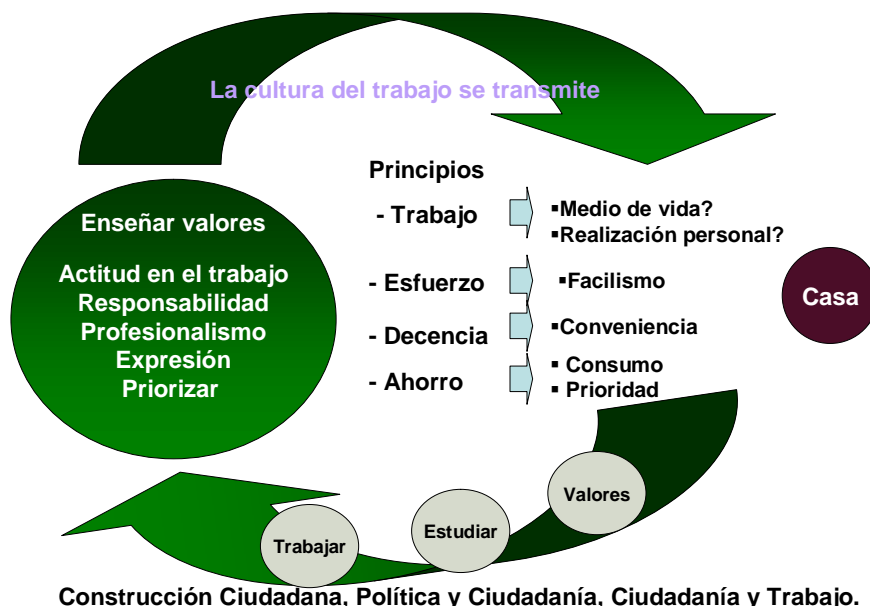 La cultura del trabajo se transmite
Enseñar valores
Actitud en el trabajo
Responsabilidad
Profesionalismo
Expresión
Priorizar
Principios
- Trabajo
▪Medio de vida?
▪Realización personal?
- Esfuerzo
▪Facilismo
- Decencia
▪Conveniencia
- Ahorro
▪ Consumo
▪ Prioridad
Casa
Valores
Estudiar
Trabajar
Construcción Ciudadana, Política y Ciudadanía, Ciudadanía y Trabajo.